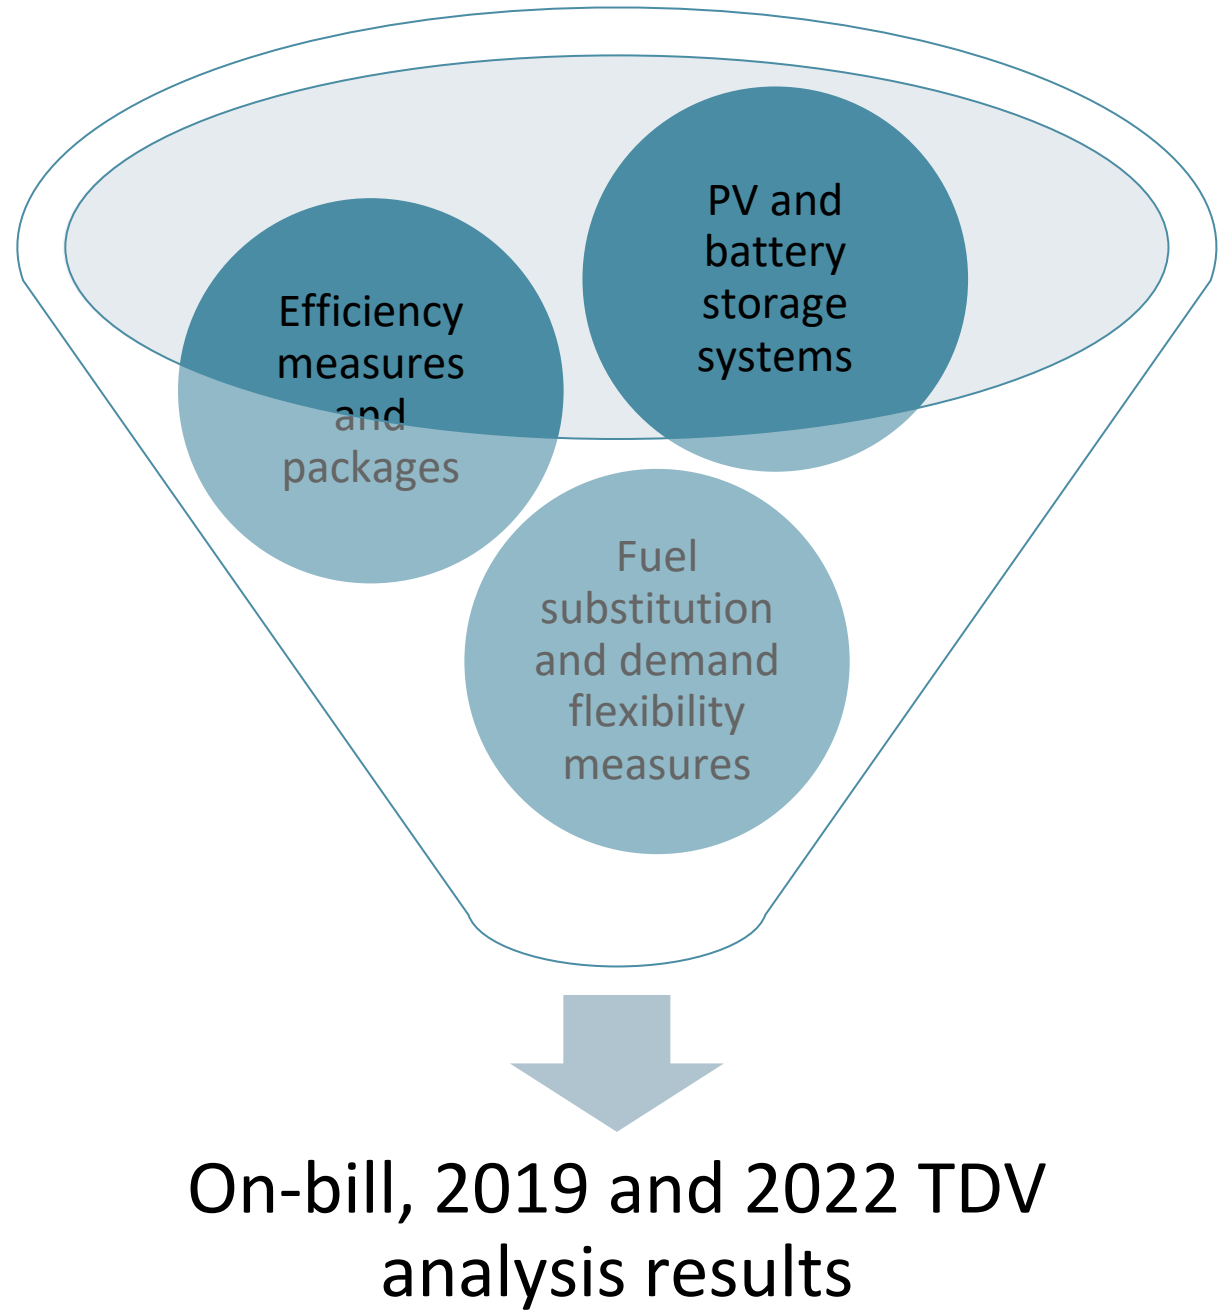 PV and
battery
storage
systems
Efficiency
measures
and
packages
Fuel
substitution
and demand
flexibility
measures
On-bill, 2019 and 2022 TDV
analysis results